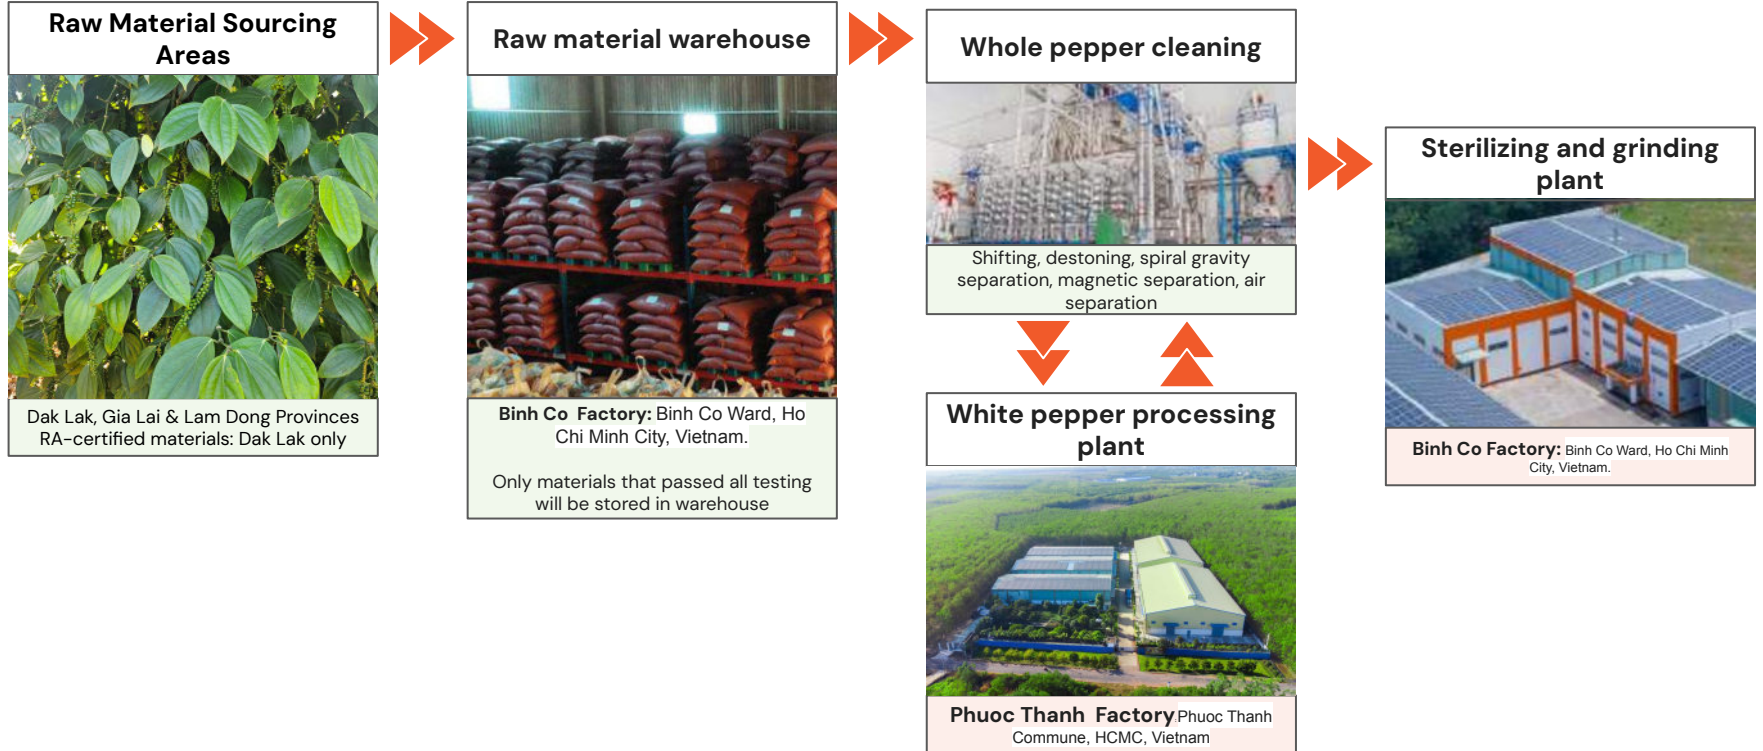 Raw Material Sourcing
Areas
Dak Lak, Gia Lai & Lam Dong Provinces
RA-certified materials: Dak Lak only
Raw material warehouse
Binh Co Factory: Binh Co Ward, Ho
Chi Minh City, Vietnam.
Only materials that passed all testing
will be stored in warehouse
Whole pepper cleaning
Shifting, destoning, spiral gravity
separation, magnetic separation, air
separation
White pepper processing
plant
Phuoc Thanh Factory Phuoc Thanh
Commune, HCMC, Vietnam
Sterilizing and grinding
plant
Binh Co Factory: Binh Co Ward, Ho Chi Minh
City, Vietnam.